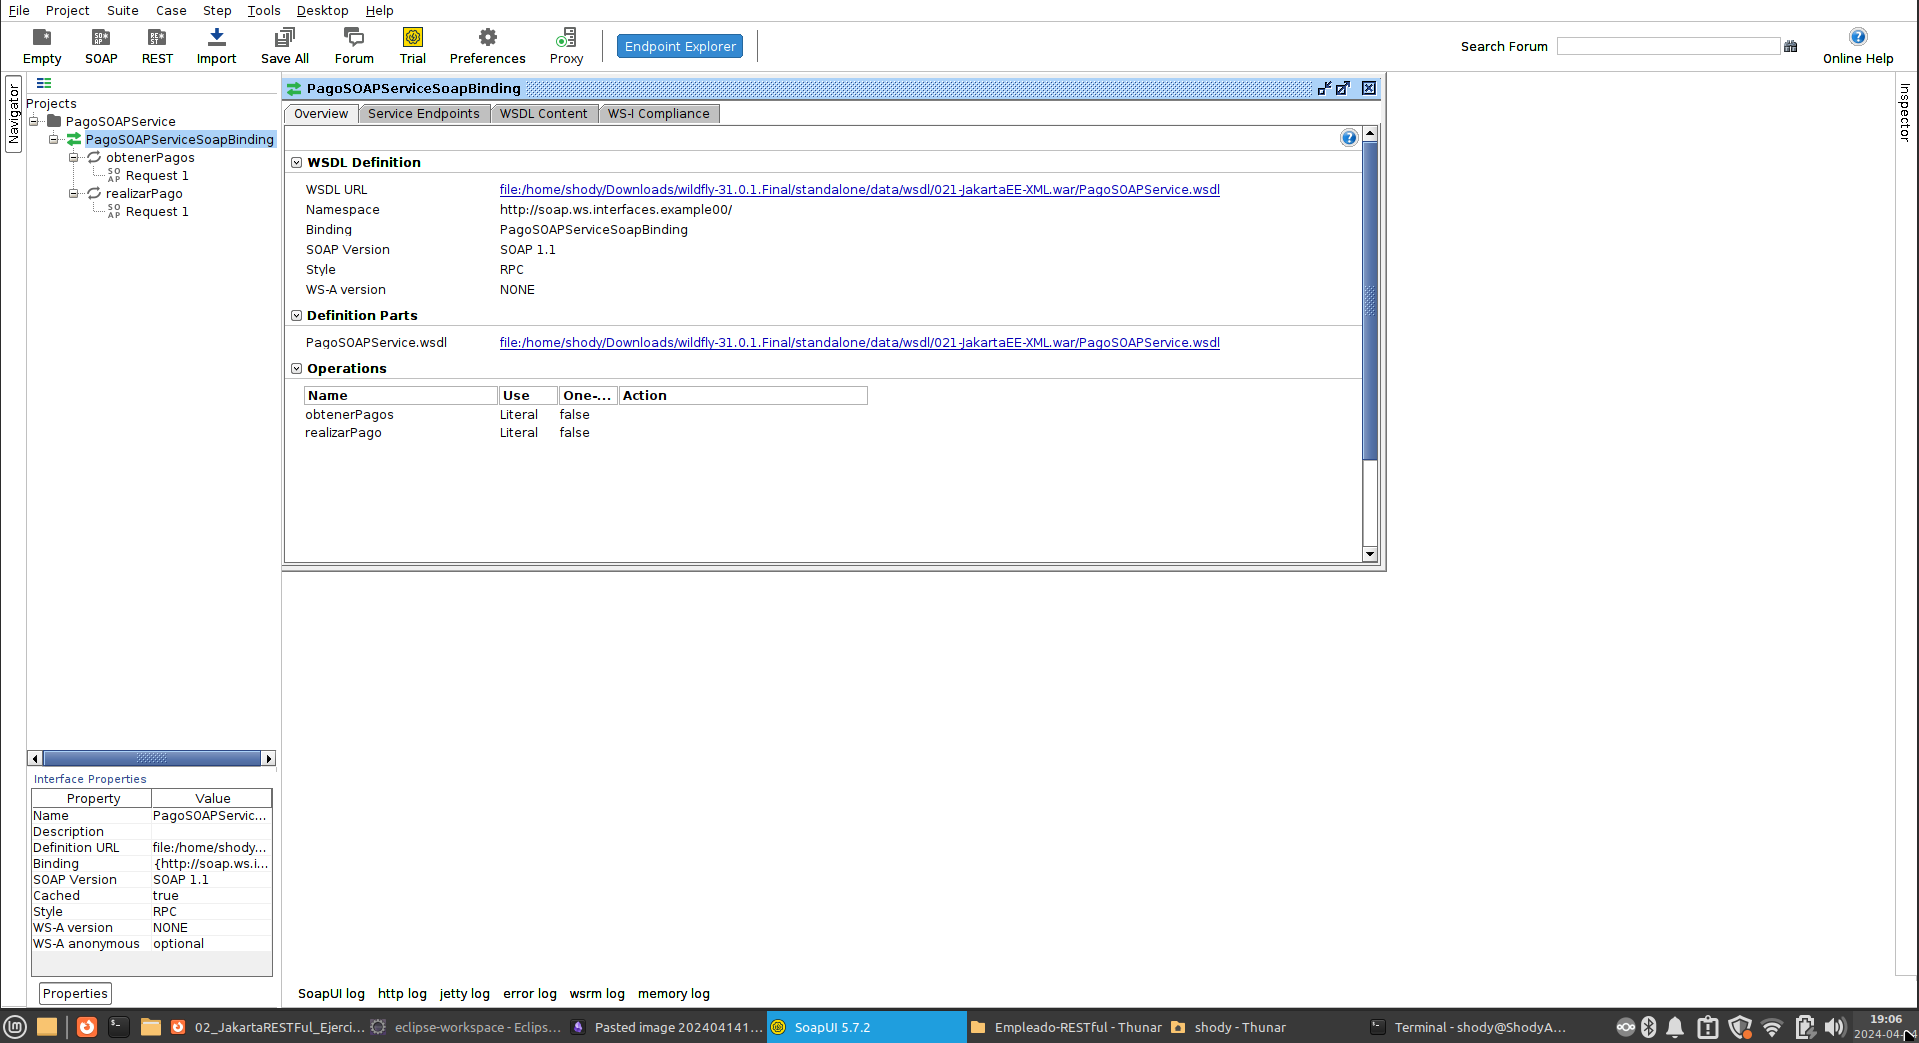 File Project Suite Case Step Tools Desktop Help
Empty SOAP REST Import Save All Forum Trial Preferences Proxy Endpoint Explorer Search Forum Online Help
Navigator
Projects
PagoSOAPService
PagoSOAPServiceSoapBinding
obtenerPagos
Request 1
realizarPago
Request 1
PagoSOAPServiceSoapBinding
Overview Service Endpoints WSDL Content WS-I Compliance
WSDL Definition
WSDL URL file:/home/shody/Downloads/wildfly-31.0.1.Final/standalone/data/wsdl/021-JakartaEE-XML.war/PagoSOAPService.wsdl
Namespace http://soap.ws.interfaces.example00/
Binding PagoSOAPServiceSoapBinding
SOAP Version SOAP 1.1
Style RPC
WS-A version NONE
Definition Parts
PagoSOAPService.wsdl file:/home/shody/Downloads/wildfly-31.0.1.Final/standalone/data/wsdl/021-JakartaEE-XML.war/PagoSOAPService.wsdl
Operations
Name Use One-... Action
obtenerPagos Literal false
realizarPago Literal false
Inspector
Interface Properties
Property Value
Name PagoSOAPServic...
Description
Definition URL file:/home/shody...
Binding {http://soap.ws.i...
SOAP Version SOAP 1.1
Cached true
Style RPC
WS-A version NONE
WS-A anonymous optional
Properties
SoapUI log http log jetty log error log wsrm log memory log
02_JakartaRESTFul_Ejerci... eclipse-workspace - Eclips... Pasted image 202404141... SoapUI 5.7.2 Empleado-RESTful - Thunar shody - Thunar Terminal - shody@ShodyA...
19:06